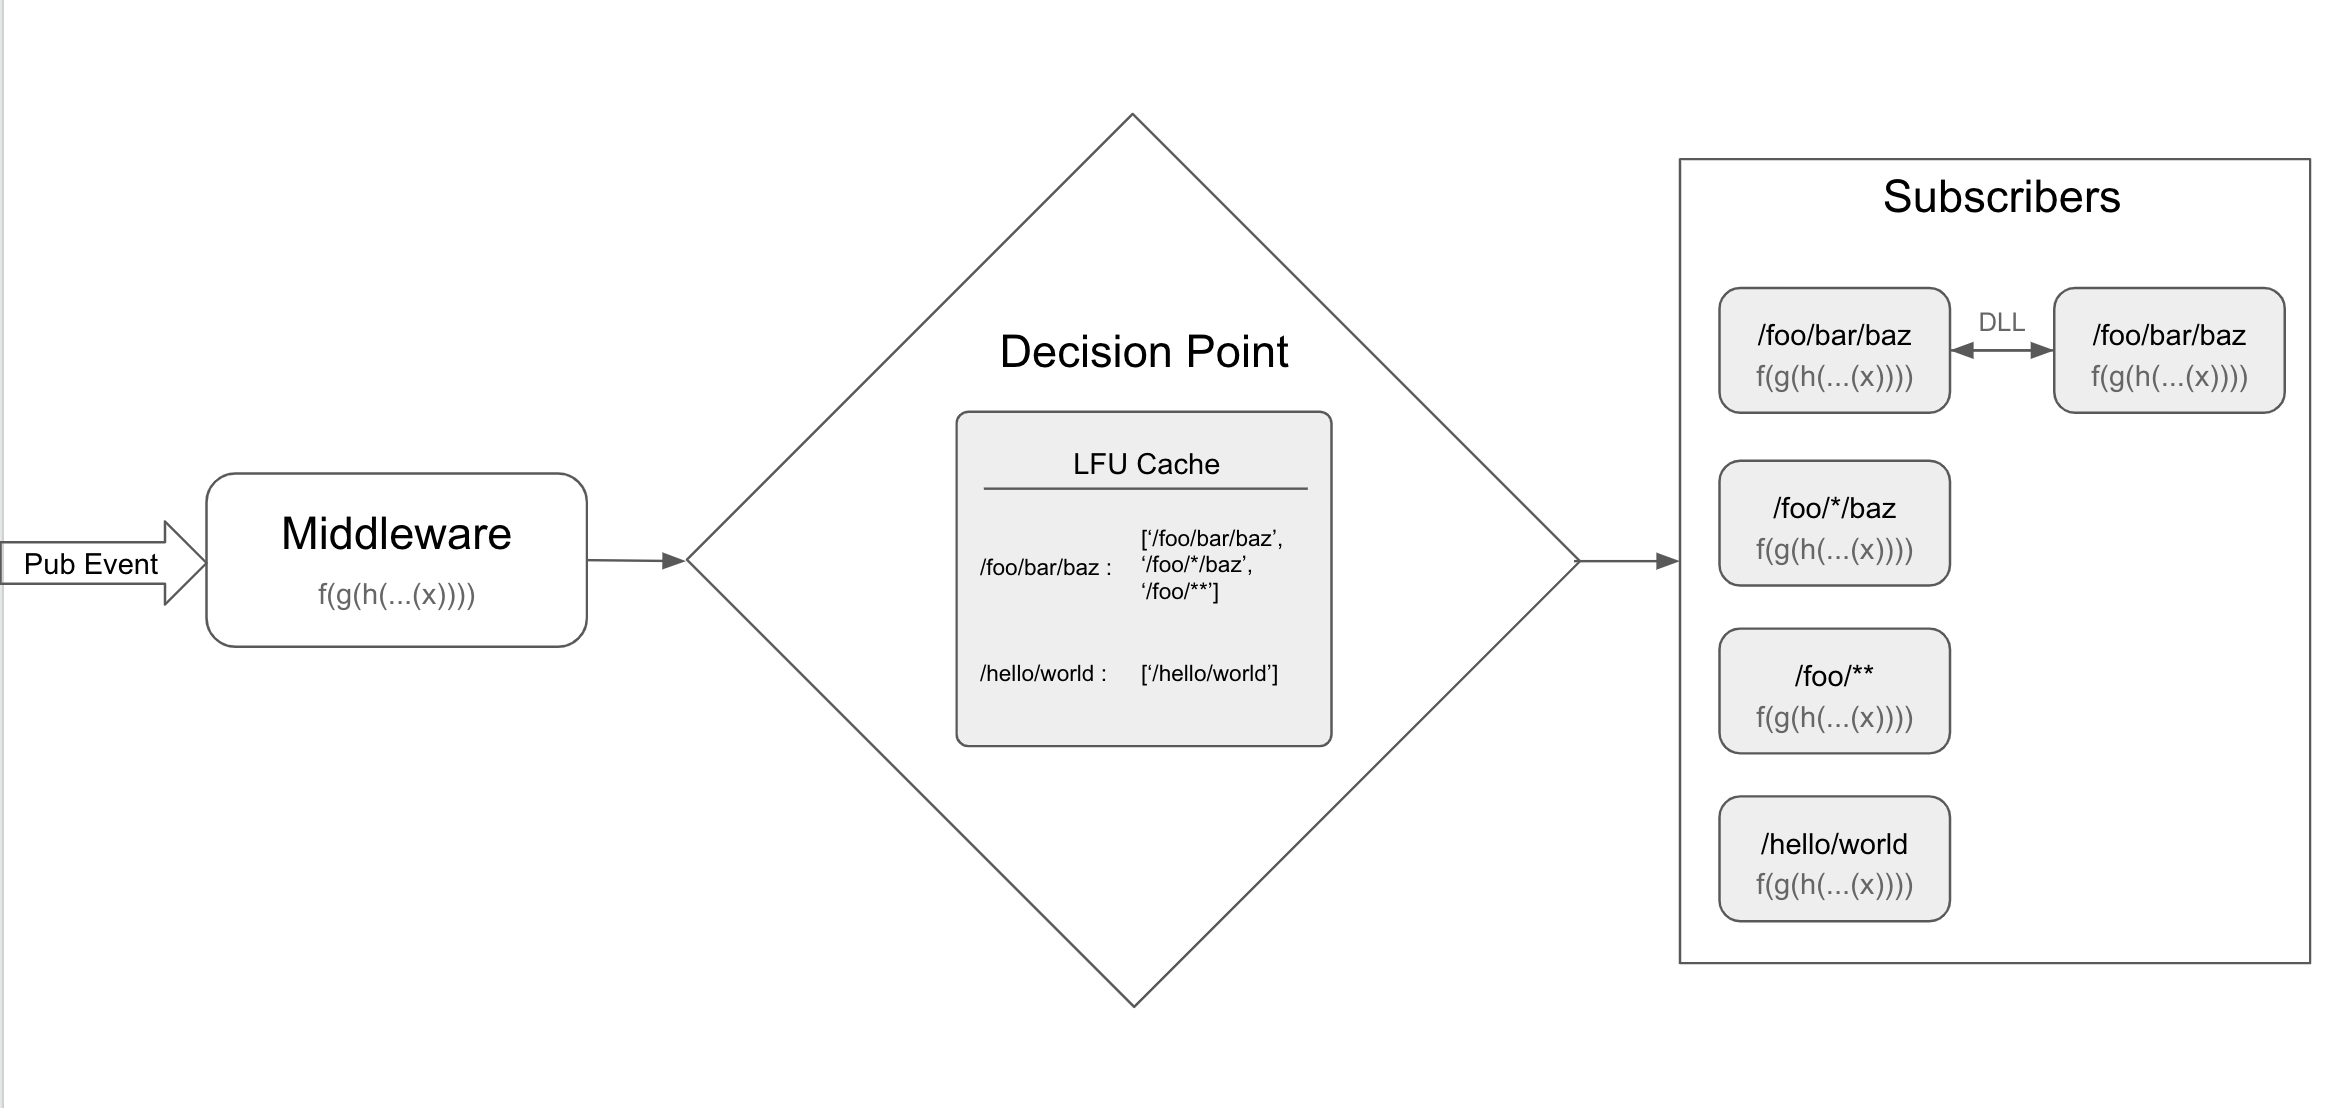 Pub Event
Middleware
f(g(h(...(x))))
Decision Point
LFU Cache
/foo/bar/baz :
[‘/foo/bar/baz’,
‘/foo/*/baz’,
‘/foo/**’]
/hello/world :
[‘/hello/world’]
Subscribers
/foo/bar/baz
f(g(h(...(x))))
DLL
/foo/bar/baz
f(g(h(...(x))))
/foo/*/baz
f(g(h(...(x))))
/foo/**
f(g(h(...(x))))
/hello/world
f(g(h(...(x))))